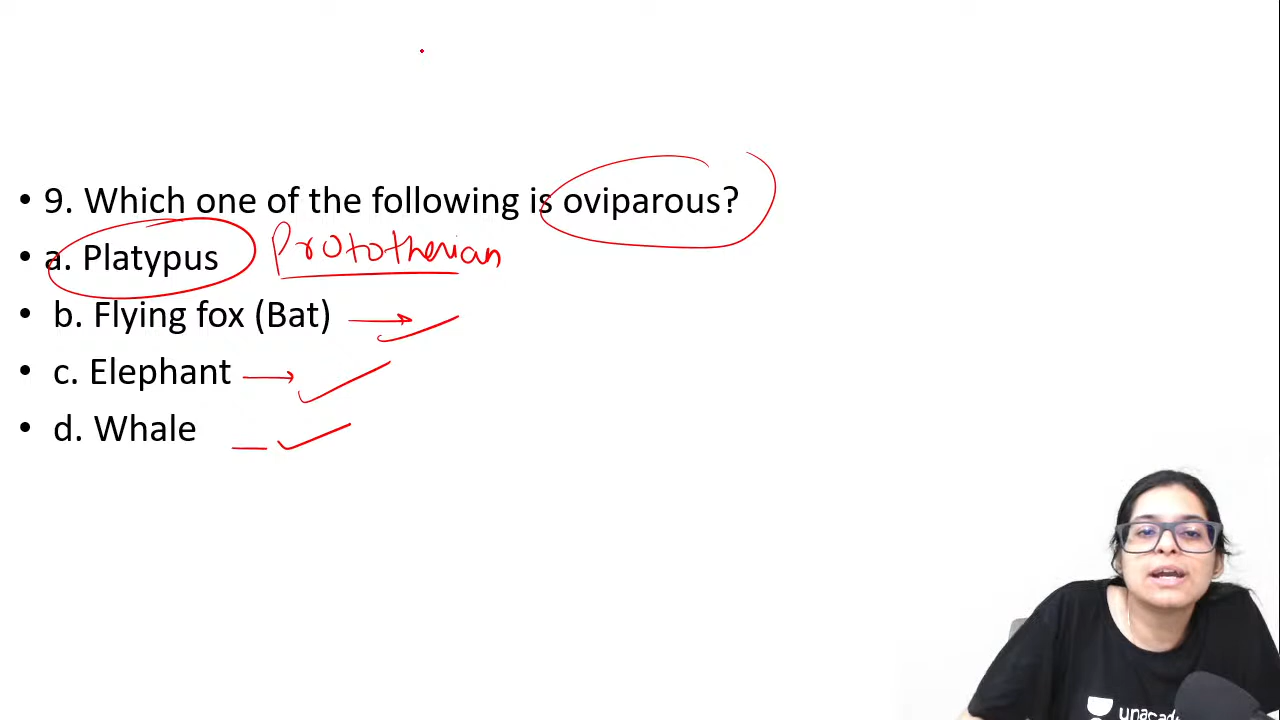 • 9. Which one of the following is oviparous?
• a. Platypus Prototherian
• b. Flying fox (Bat)
• c. Elephant
• d. Whale